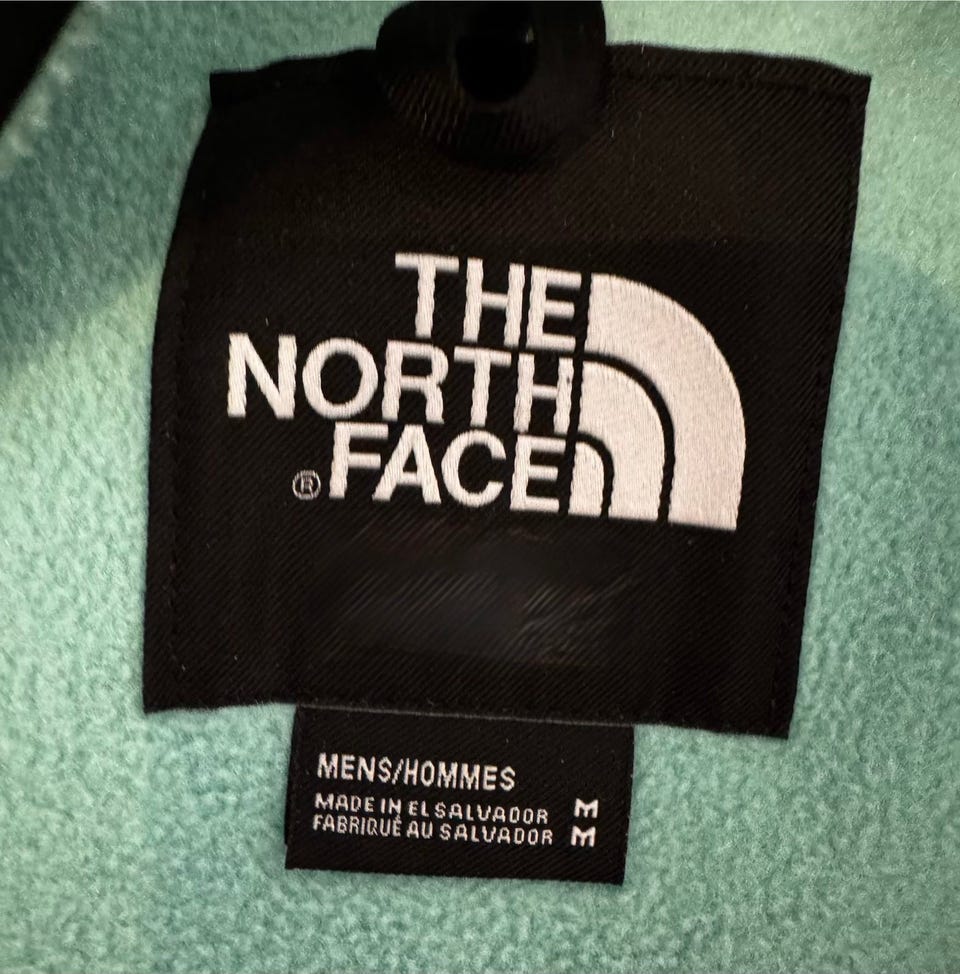 THE
NORTH
FACE
®
MENS/HOMMES
MADE IN EL SALVADOR M
FABRIQUÉ AU SALVADOR M